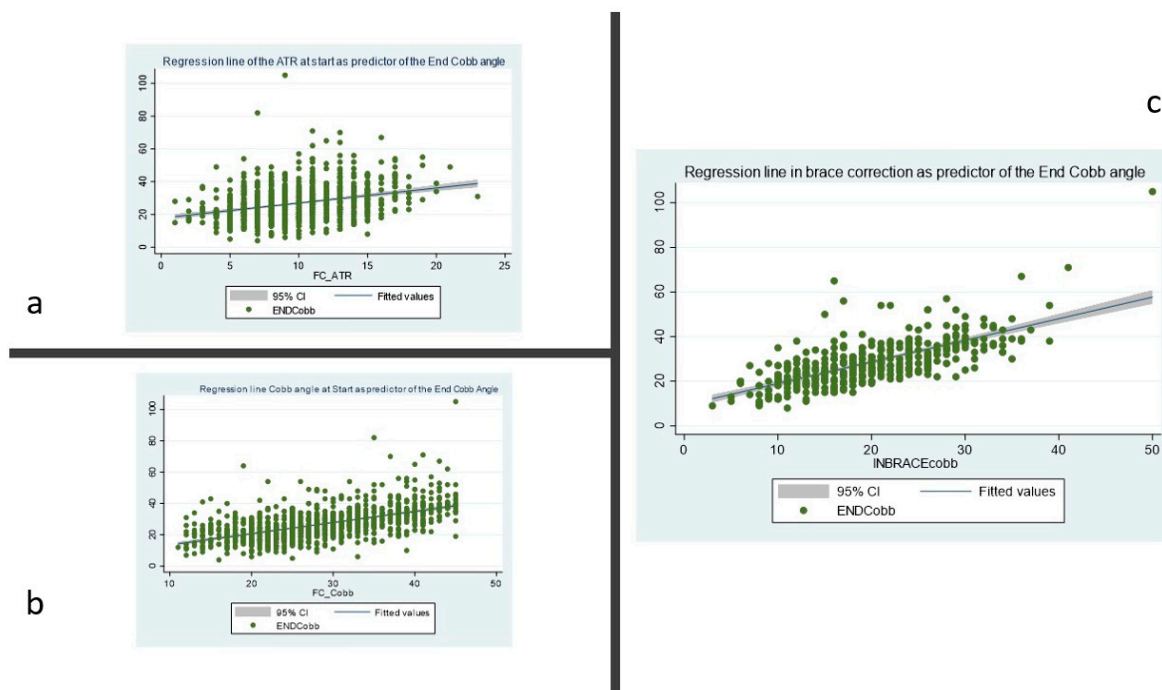 a
Regression line of the ATR at start as predictor of the End Cobb angle
100
80
60
40
20
0
0 5 10 15 20 25
FC_ATR
95% CI Fitted values
ENDCobb
b
Regression line Cobb angle at Start as predictor of the End Cobb Angle
100
80
60
40
20
0
10 20 30 40 50
FC_Cobb
95% CI Fitted values
ENDCobb
c
Regression line in brace correction as predictor of the End Cobb angle
100
80
60
40
20
0
0 10 20 30 40 50
INBRACEcobb
95% CI Fitted values
ENDCobb